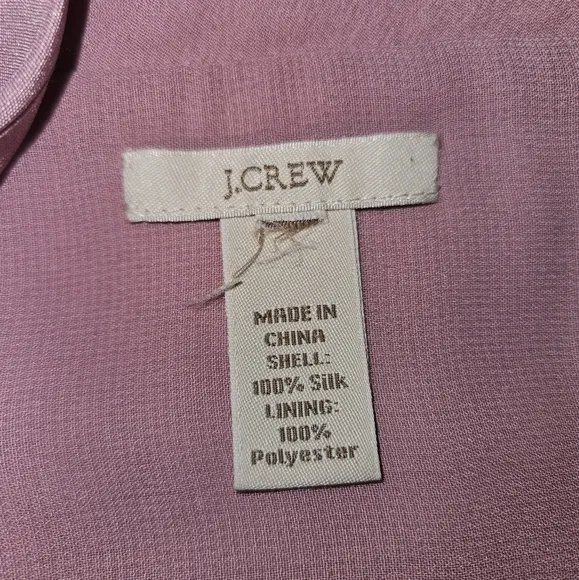 J.CREW
MADE IN
CHINA
SHELL:
100% Silk
LINING:
100%
Polyester